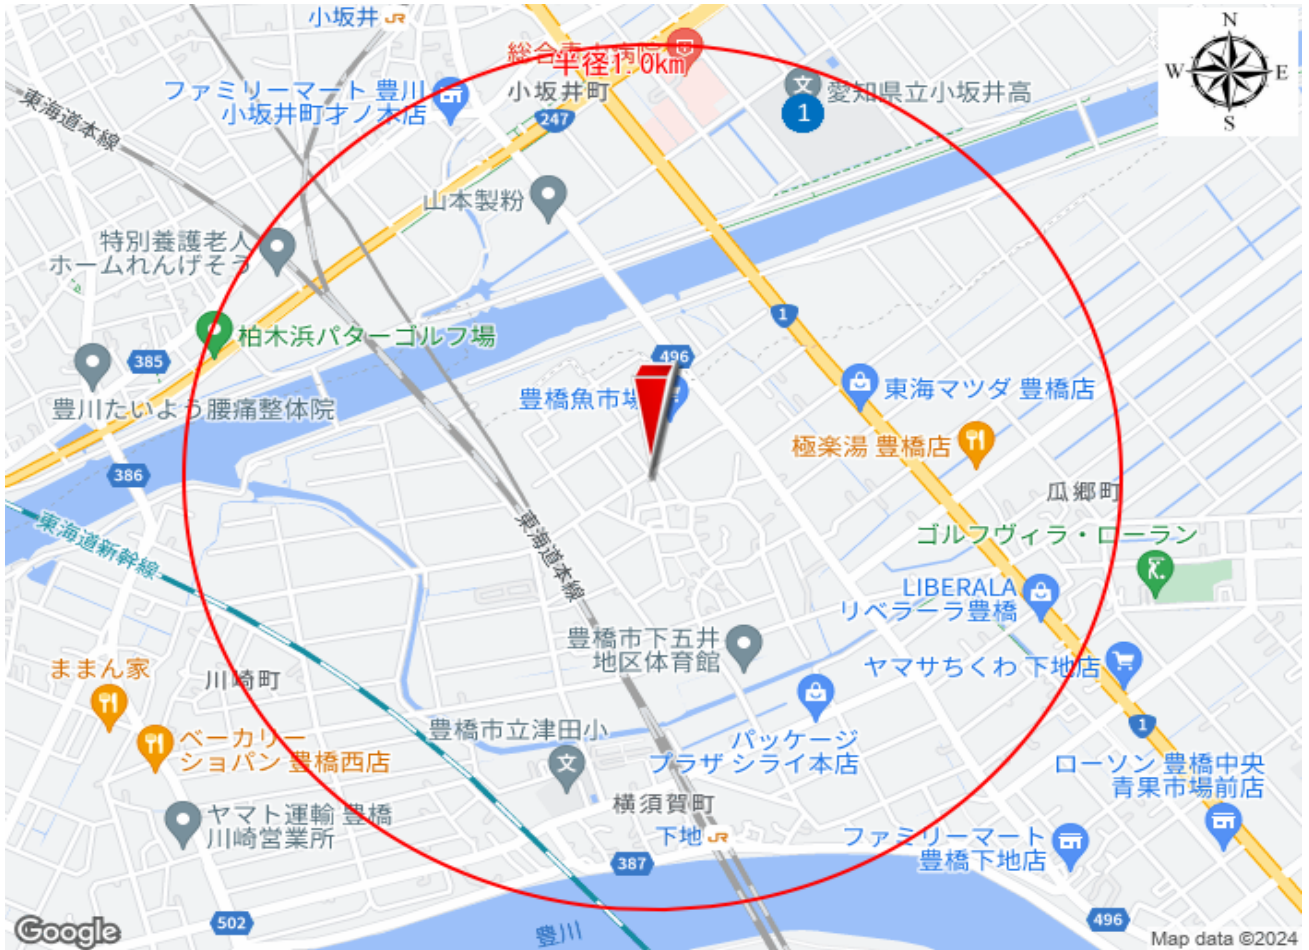 小坂井 JR
半径1.0km
ファミリーマート 豊川
小坂井町才ノ木店
小坂井町
文
愛知県立小坂井高
1
N
W
E
S
東海道本線
247
山本製粉
特別養護老人
ホームれんげそう
柏木浜パターゴルフ場
385
1
496
豊橋魚市場
東海マツダ 豊橋店
豊川たいよう腰痛整体院
極楽湯 豊橋店
386
瓜郷町
東海道新幹線
東海道本線
ゴルフヴィラ・ローラン
LIBERALA
リベラーラ豊橋
豊橋市下五井
地区体育館
ままん家
川崎町
ヤマサちくわ 下地店
豊橋市立津田小
文
ベーカリー
ショパン 豊橋西店
パッケージ
プラザ シライ本店
1
ローソン 豊橋中央
青果市場前店
ヤマト運輸 豊橋
川崎営業所
横須賀町
下地 JR
ファミリーマート
豊橋下地店
387
502
496
豊川
Google
Map data ©2024